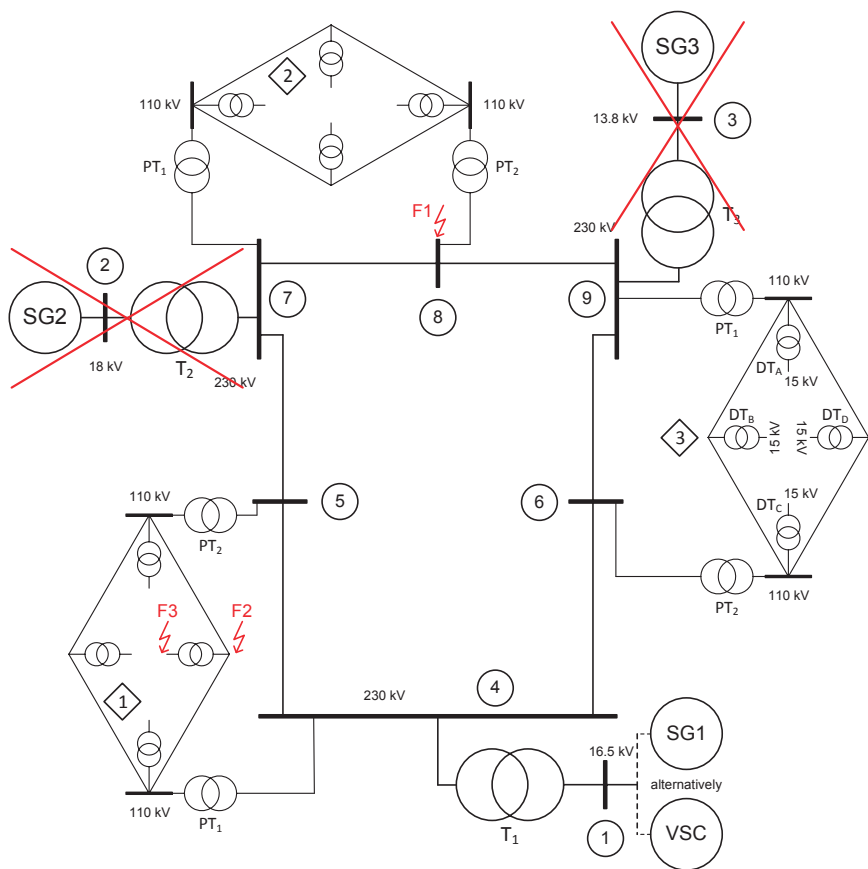 SG3
2
110 kV
110 kV
13.8 kV
3
PT1
PT2
F1
T3
230 kV
2
7
8
9
110 kV
SG2
PT1
18 kV
T2
230 kV
DTA
15 kV
DTB
DTD
15 kV
15 kV
3
15 kV
DTC
110 kV
5
6
PT2
PT2
110 kV
F3
F2
1
4
230 kV
SG1
16.5 kV
alternatively
110 kV
PT1
T1
1
VSC